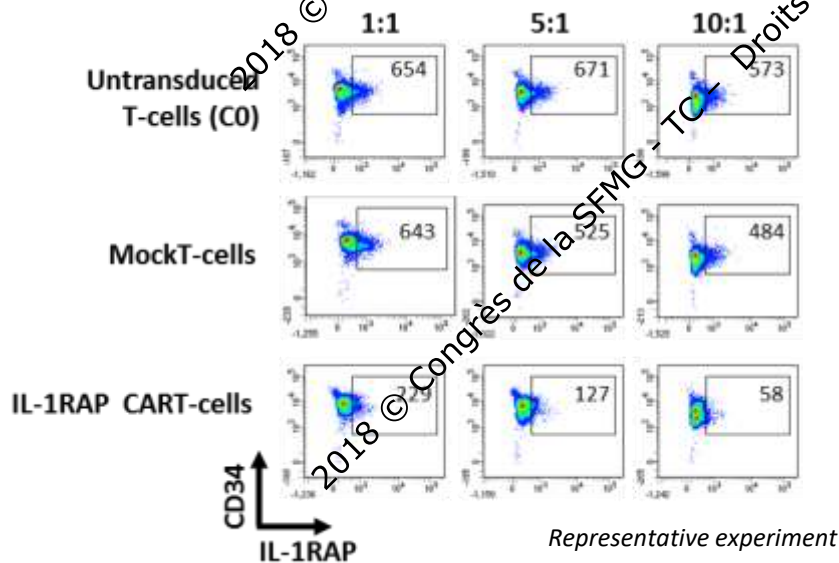 1:1 5:1 10:1
Untransduced
T-cells (C0)
654 671 573
MockT-cells
643 525 484
IL-1RAP CART-cells
229 127 58
CD34
IL-1RAP
Representative experiment
2018 ©
2018 © Congrès de la SFMG - TC - Droits